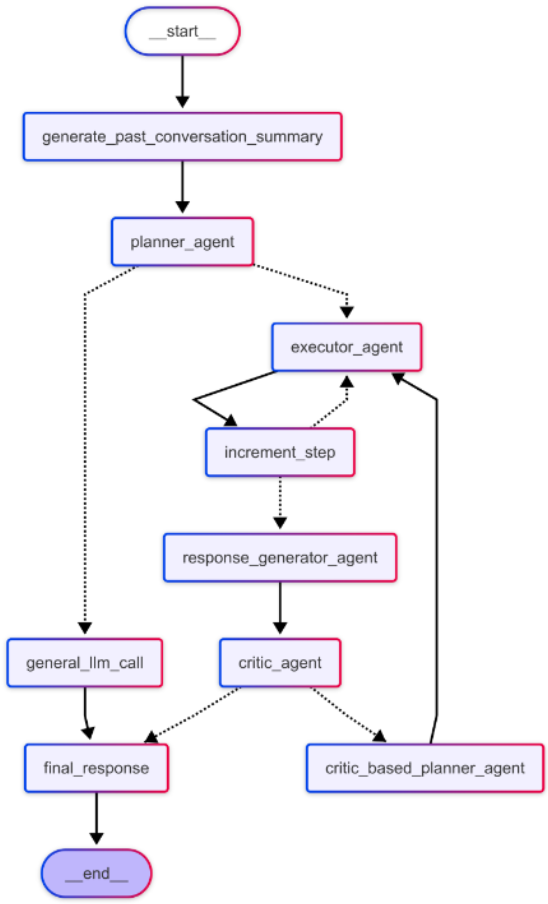 __start__
generate_past_conversation_summary
planner_agent
executor_agent
increment_step
response_generator_agent
general_llm_call
critic_agent
final_response
critic_based_planner_agent
__end__